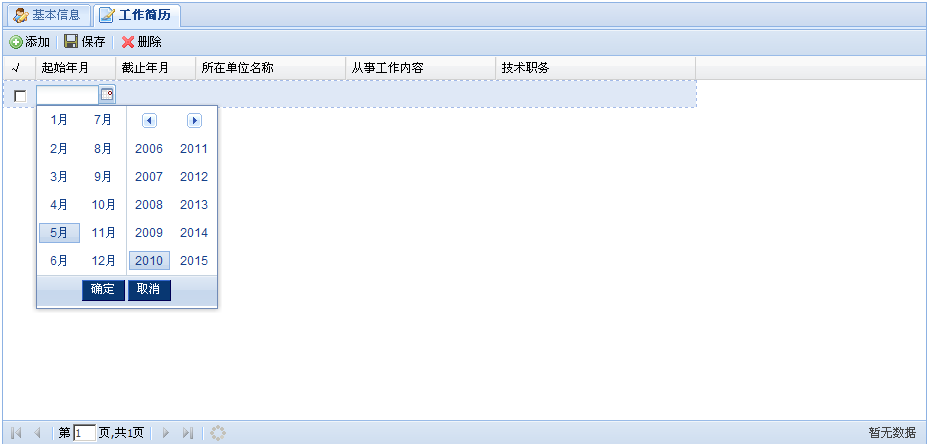 基本信息 工作简历
添加 保存 删除
√ 起始年月 截止年月 所在单位名称 从事工作内容 技术职务
1月 7月
2月 8月 2006 2011
3月 9月 2007 2012
4月 10月 2008 2013
5月 11月 2009 2014
6月 12月 2010 2015
确定 取消
第 1 页,共1页 暂无数据